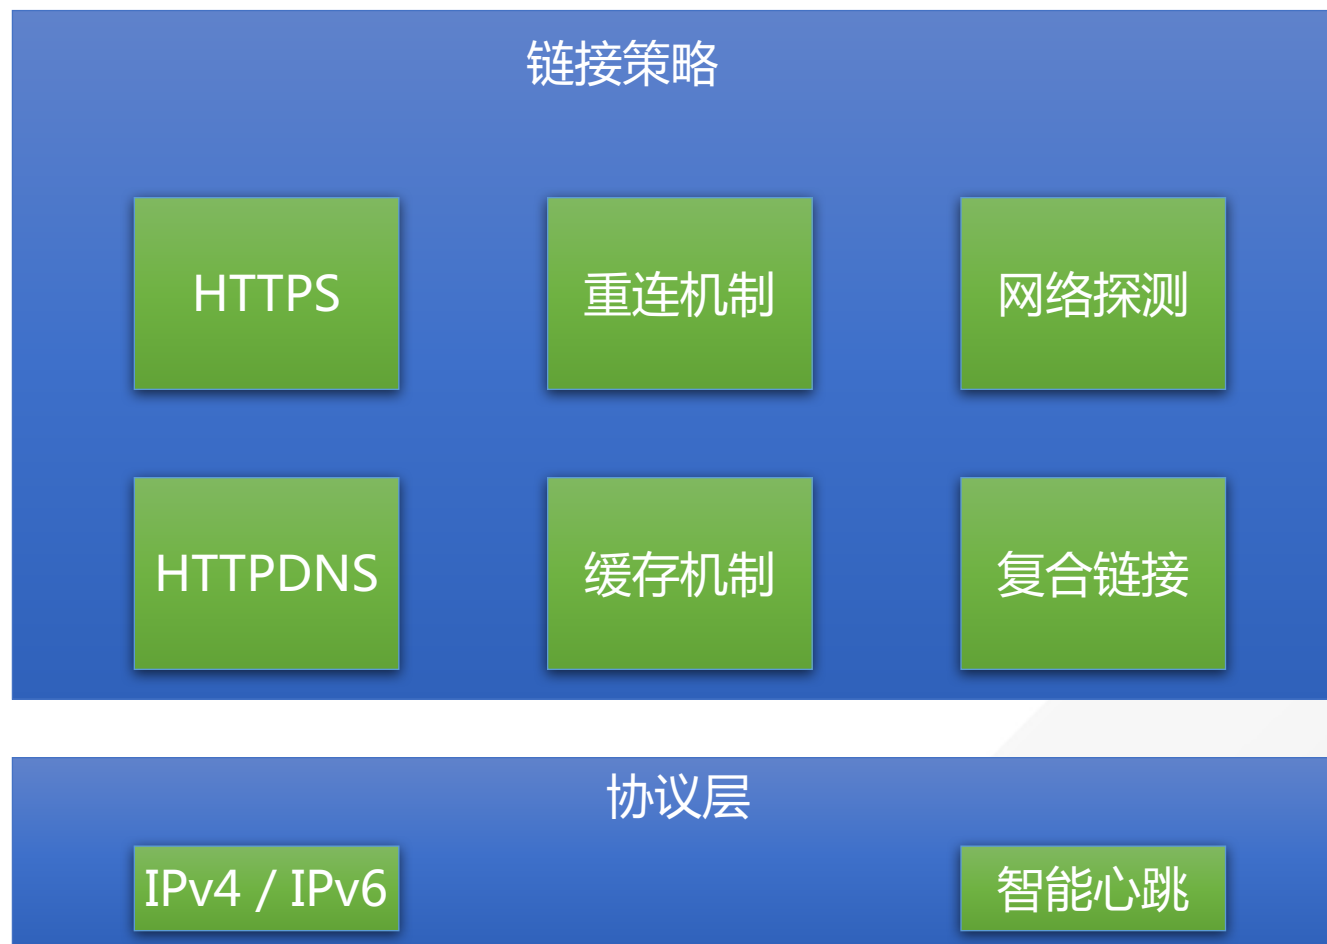 链接策略
HTTPS
重连机制
网络探测
HTTPDNS
缓存机制
复合链接
协议层
IPv4 / IPv6
智能心跳